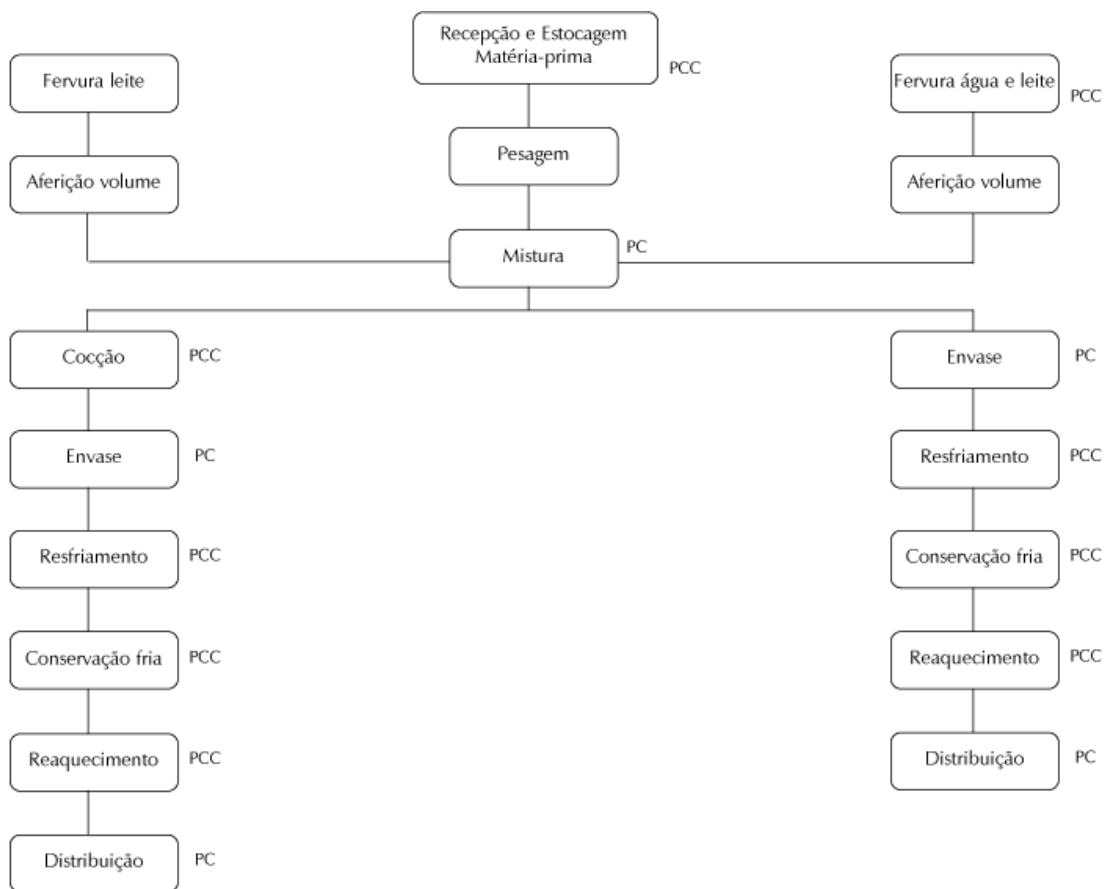 Recepção e Estocagem
Matéria-prima
PCC
Fervura leite
Fervura água e leite
PCC
Pesagem
Aferição volume
Aferição volume
Mistura
PC
Cocção
PCC
Envase
PC
Envase
PC
Resfriamento
PCC
Resfriamento
PCC
Conservação fria
PCC
Conservação fria
PCC
Reaquecimento
PCC
Reaquecimento
PCC
Distribuição
PC
Distribuição
PC